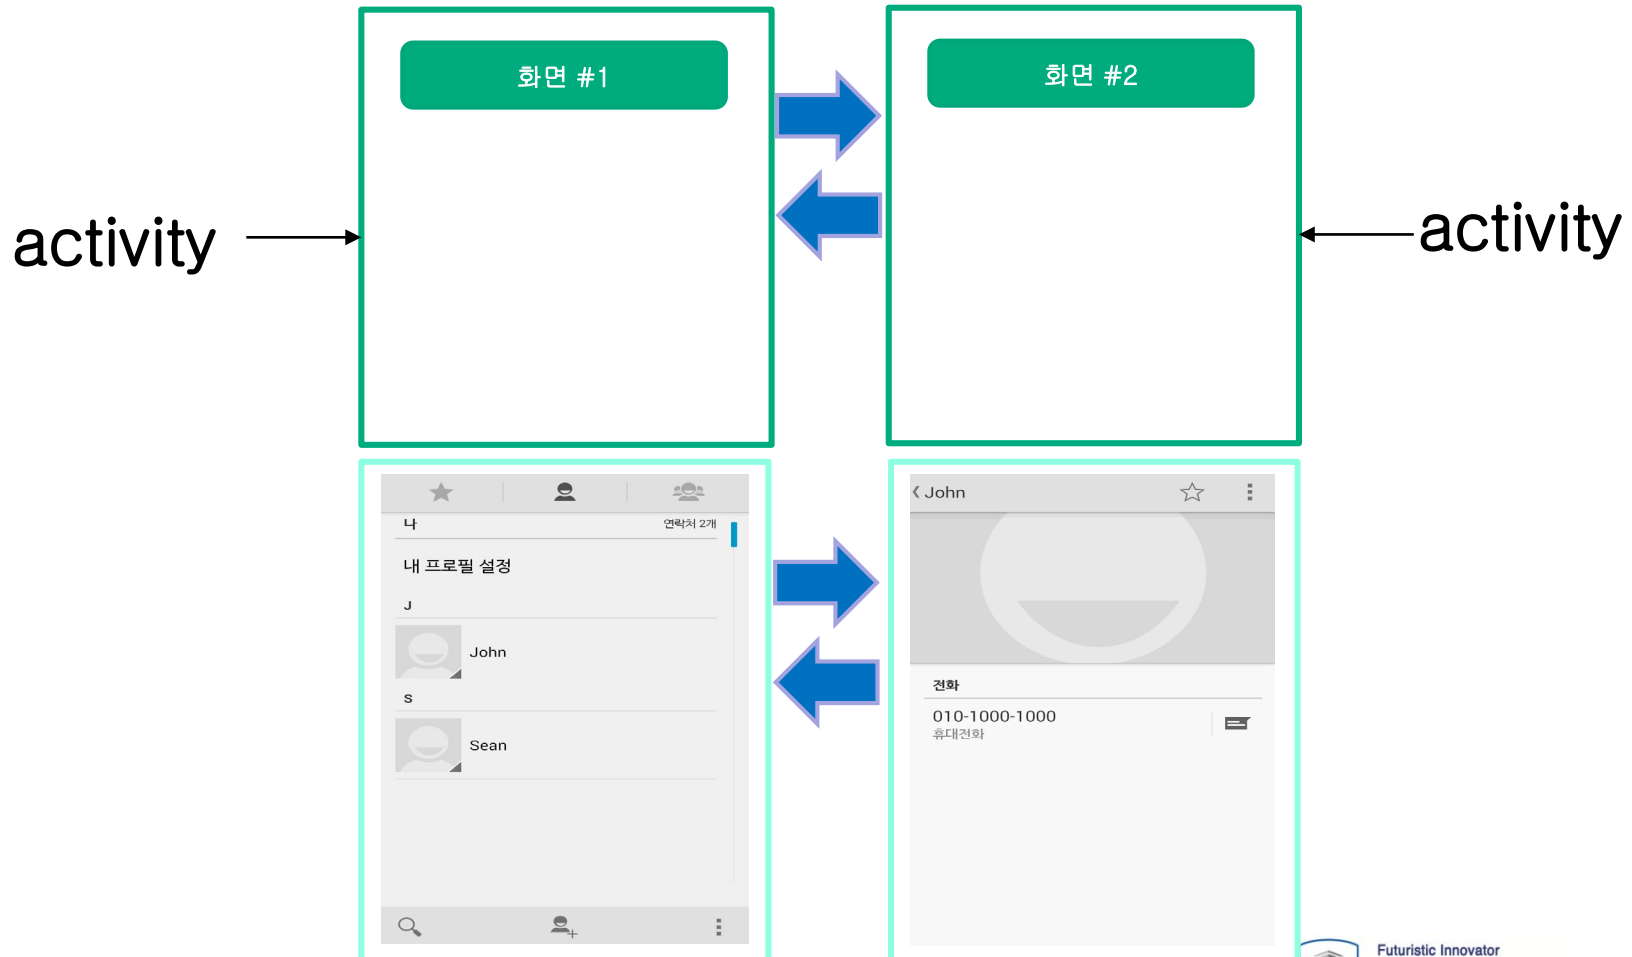 화면 #1
화면 #2
activity
activity
나
연락처 2개
내 프로필 설정
J
John
S
Sean
John
전화
010-1000-1000
휴대전화
Futuristic Innovator